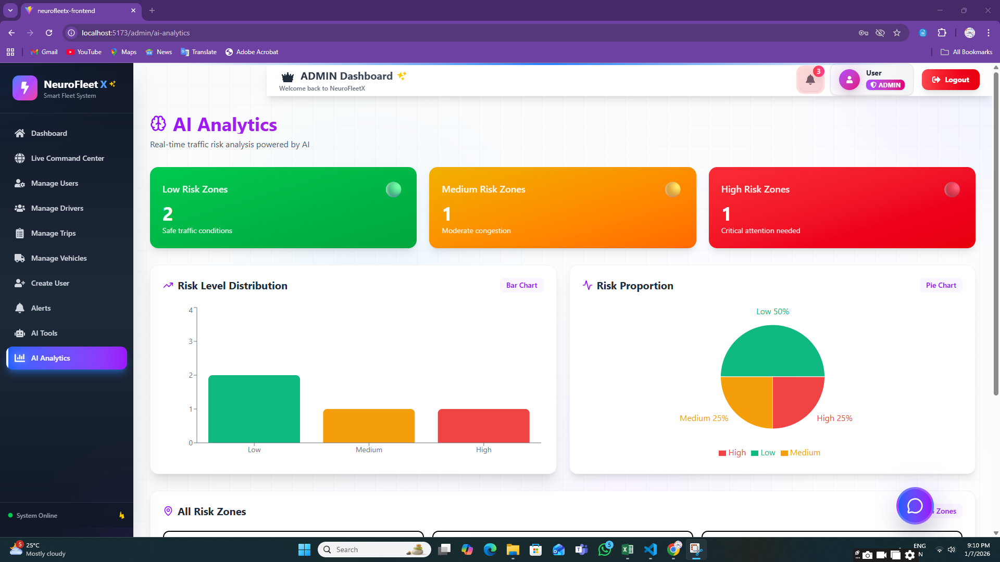 neurofleetx-frontend
localhost:5173/admin/ai-analytics
Gmail
YouTube
Maps
News
Translate
Adobe Acrobat
All Bookmarks
NeuroFleet X
Smart Fleet System
ADMIN Dashboard
Welcome back to NeuroFleetX
3
User
ADMIN
Logout
Dashboard
Live Command Center
Manage Users
Manage Drivers
Manage Trips
Manage Vehicles
Create User
Alerts
AI Tools
AI Analytics
System Online
AI Analytics
Real-time traffic risk analysis powered by AI
Low Risk Zones
2
Safe traffic conditions
Medium Risk Zones
1
Moderate congestion
High Risk Zones
1
Critical attention needed
Risk Level Distribution
Bar Chart
4
3
2
1
0
Low
Medium
High
Risk Proportion
Pie Chart
Low 50%
Medium 25%
High 25%
High
Low
Medium
All Risk Zones
Zones
5
25°C
Mostly cloudy
Search
5
ENG
N
9:10 PM
1/7/2026